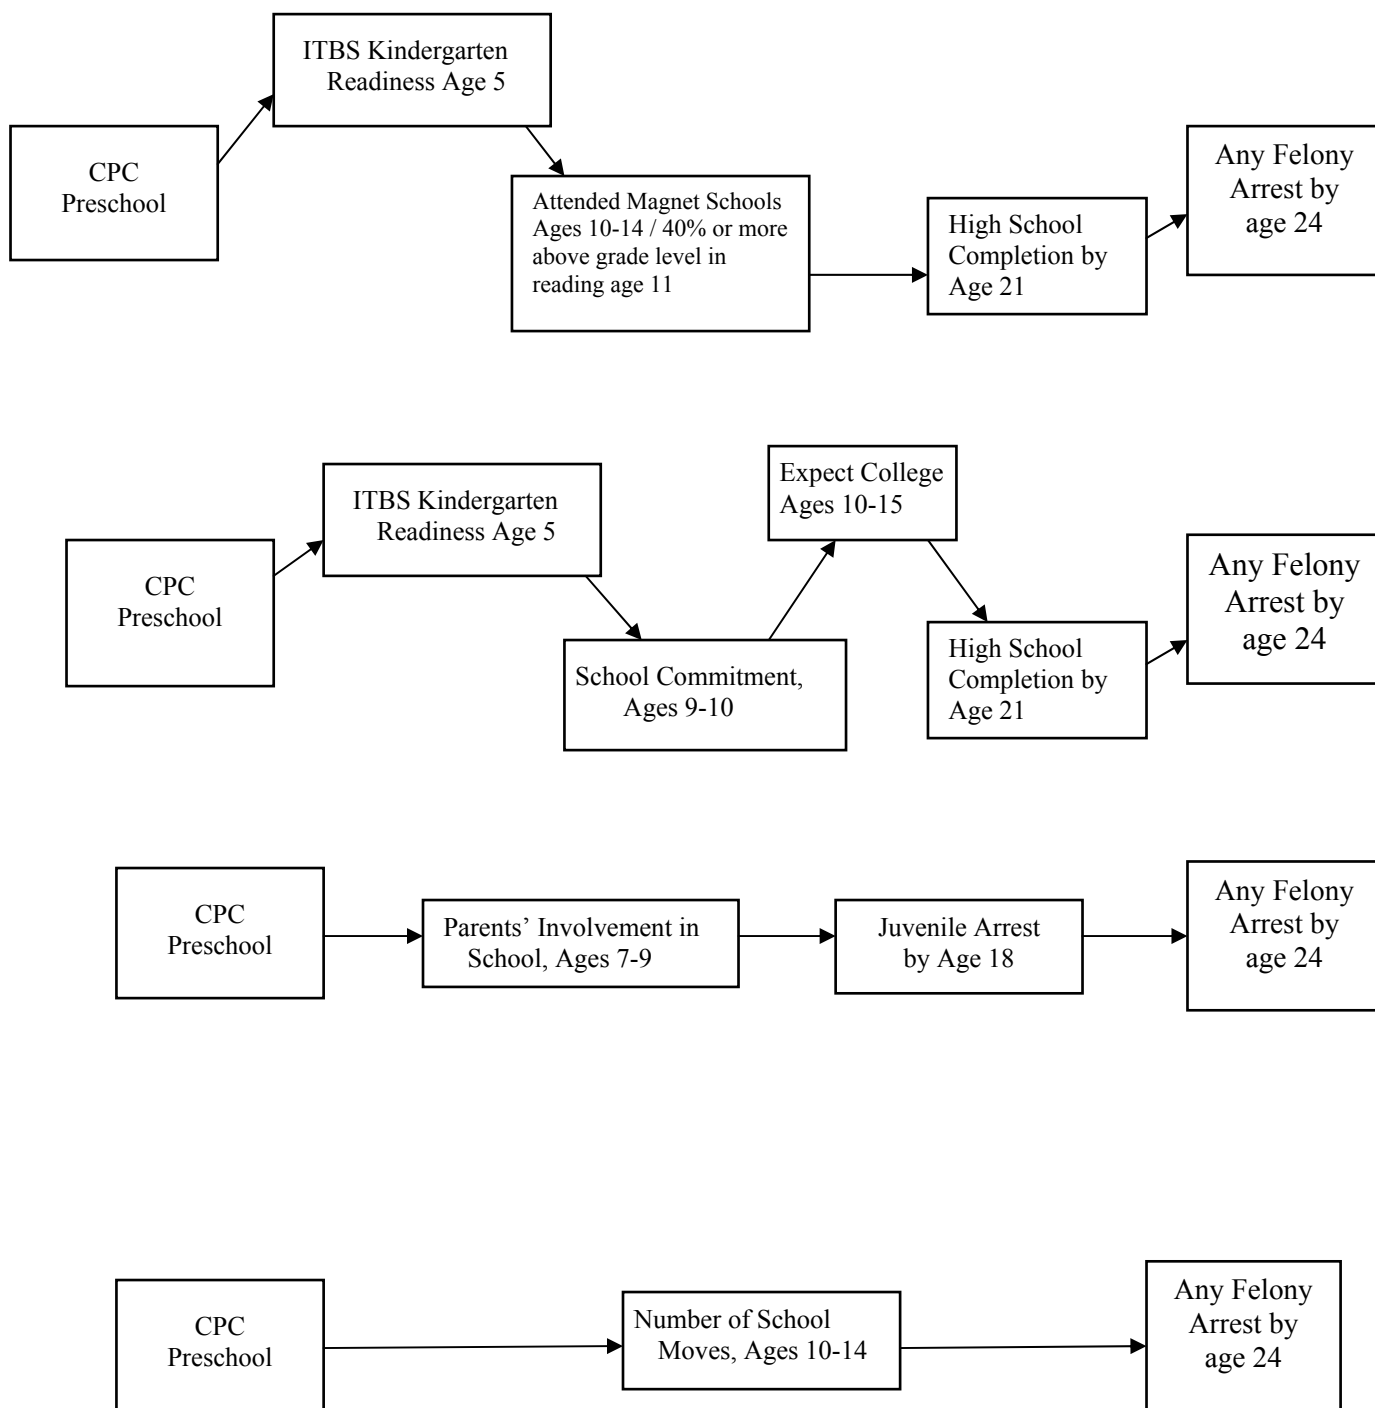 CPC
Preschool
ITBS Kindergarten
Readiness Age 5
Attended Magnet Schools
Ages 10-14 / 40% or more
above grade level in
reading age 11
High School
Completion by
Age 21
Any Felony
Arrest by
age 24
CPC
Preschool
ITBS Kindergarten
Readiness Age 5
School Commitment,
Ages 9-10
Expect College
Ages 10-15
High School
Completion by
Age 21
Any Felony
Arrest by
age 24
CPC
Preschool
Parents’ Involvement in
School, Ages 7-9
Juvenile Arrest
by Age 18
Any Felony
Arrest by
age 24
CPC
Preschool
Number of School
Moves, Ages 10-14
Any Felony
Arrest by
age 24